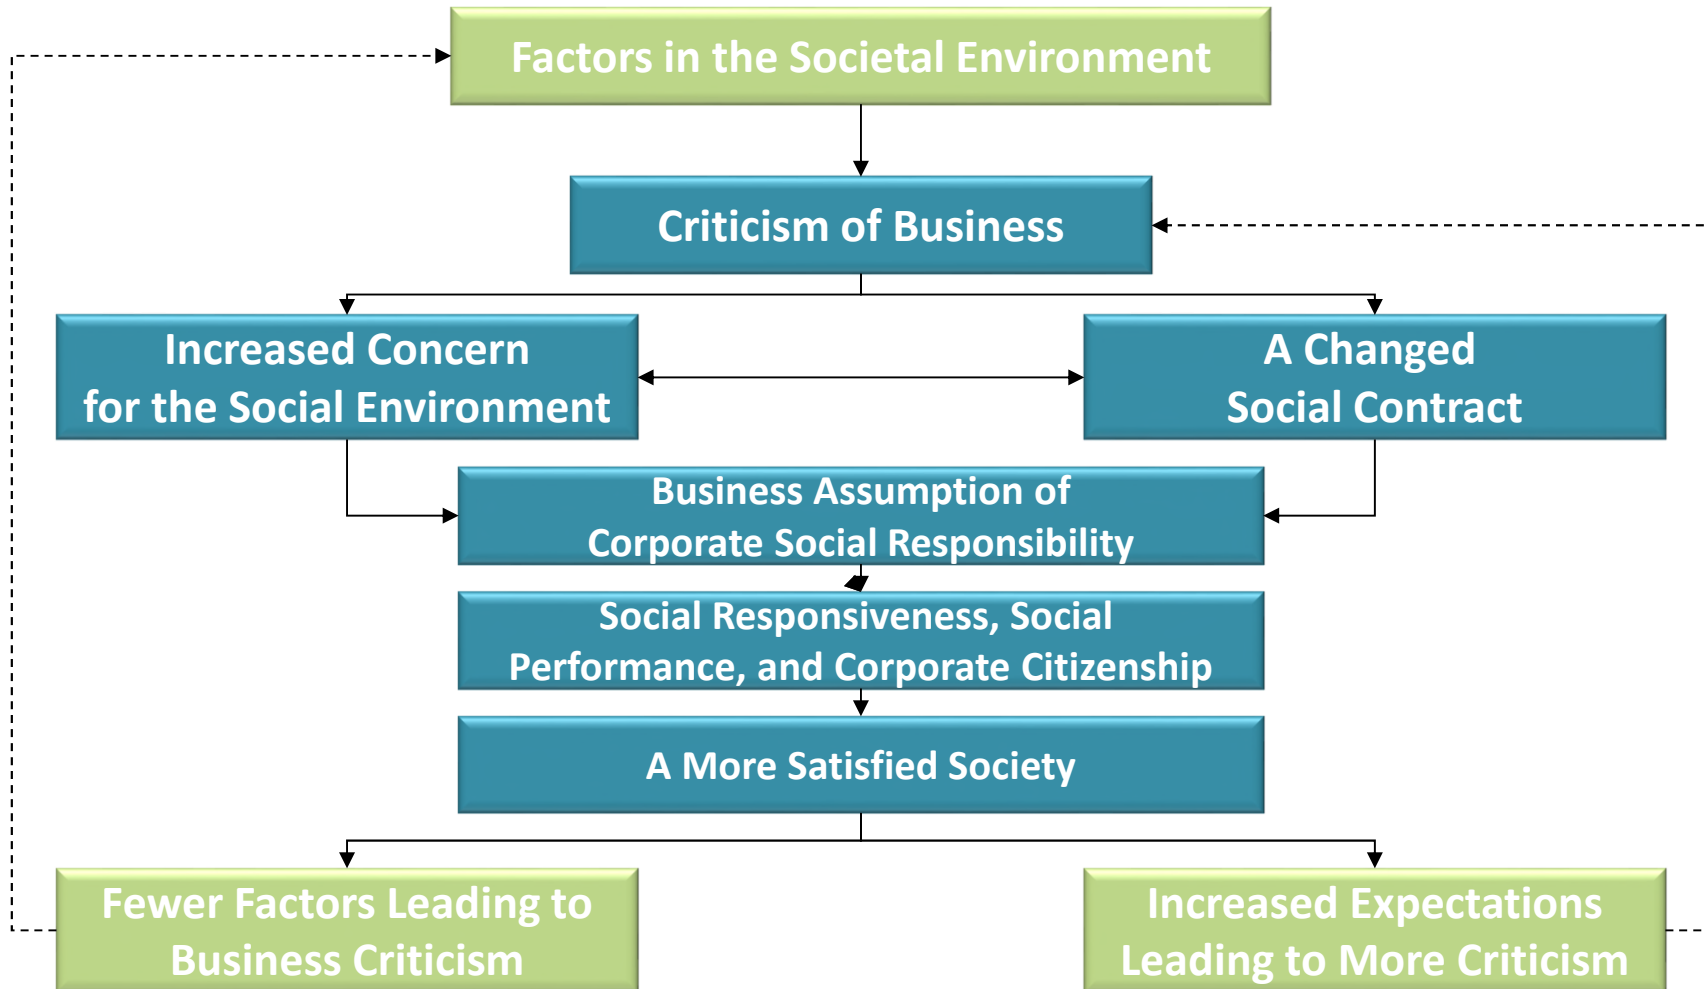 Factors in the Societal Environment
Criticism of Business
Increased Concern
for the Social Environment
A Changed
Social Contract
Business Assumption of
Corporate Social Responsibility
Social Responsiveness, Social
Performance, and Corporate Citizenship
A More Satisfied Society
Fewer Factors Leading to
Business Criticism
Increased Expectations
Leading to More Criticism